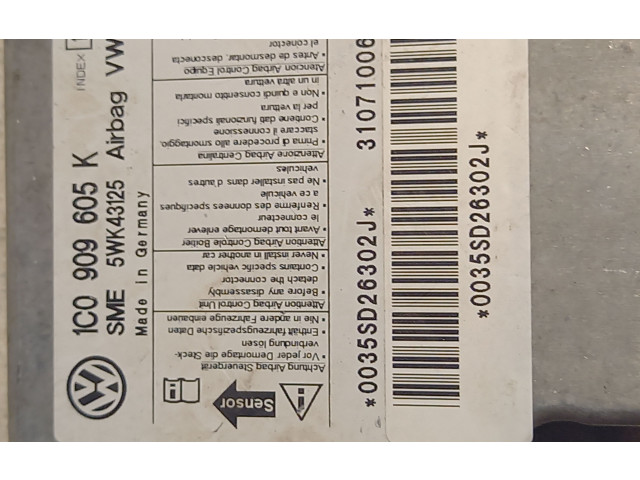 1C0 909 605 K
INDEX 1
SME 5WK43125 Airbag VW
Made in Germany
Sensor
Achtung Airbag Steuergerät
• Vor jeder Demontage die Steck-
verbindung lösen
• Enthält fahrzeugspezifische Daten
• Nie in andere Fahrzeuge einbauen
Attention Airbag Control Unit
• Before any disassembly
detach the connector
• Contains specific vehicle data
• Never install in another car
Attention Airbag Controle Boitier
• Avant tout demontage enlever
le connecteur
• Renferme des données specifiques
a ce vehicule
• Ne pas installer dans d'autres
vehicules
Attenzione Airbag Centralina
• Prima di procedere allo smontaggio,
staccare il connessione
• Contene dati funzionali specifici
per la vettura
• Non e quindi consentito montarla
in un altra vettura
Atencion Airbag Control Equipo
• Antes de desmontar, desconecta
el conector
*0035SD26302J* 31071006
*0035SD26302J*